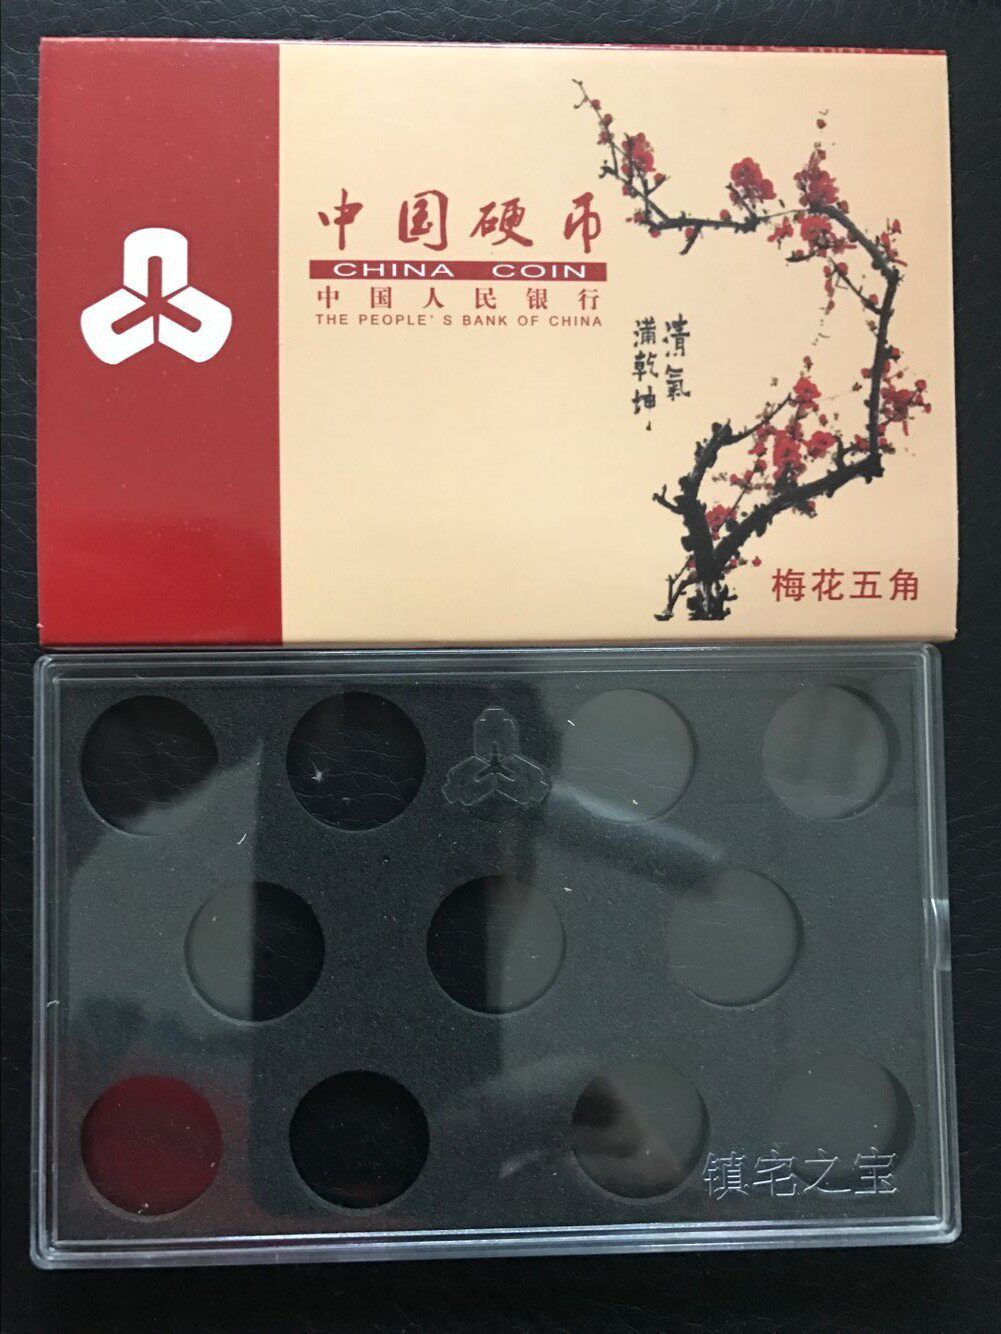 中国硬币
CHINA COIN
中国人民银行
THE PEOPLE'S BANK OF CHINA
清氣
满乾坤
梅花五角
镇宅之宝